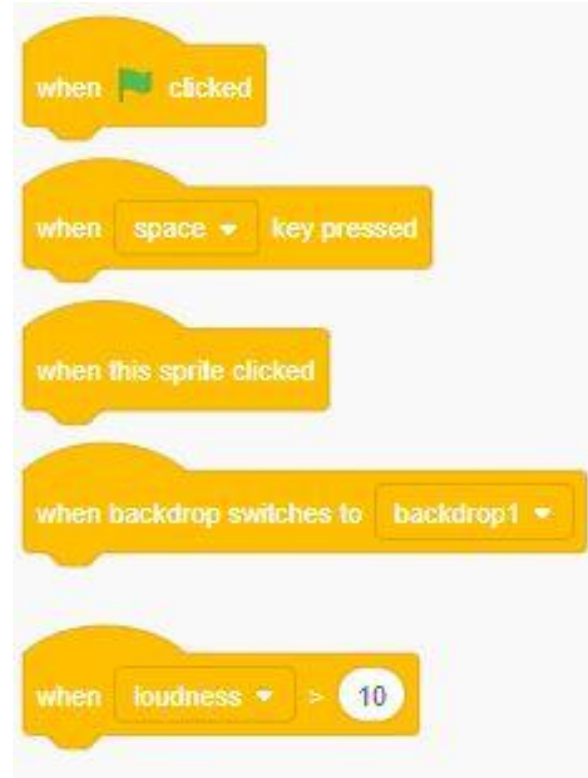 when clicked
when space key pressed
when this sprite clicked
when backdrop switches to backdrop1
when loudness > 10